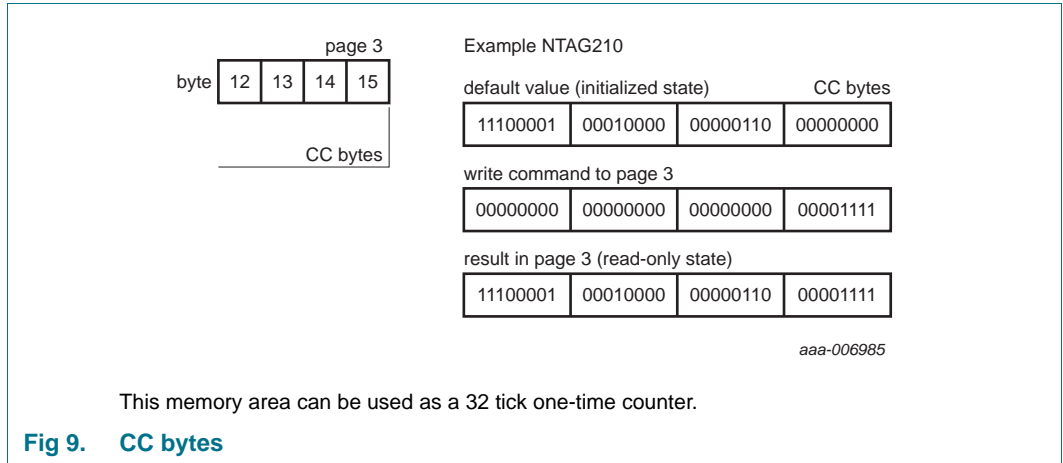 page 3
byte 12 13 14 15
CC bytes
Example NTAG210
default value (initialized state) CC bytes
11100001 00010000 00000110 00000000
write command to page 3
00000000 00000000 00000000 00001111
result in page 3 (read-only state)
11100001 00010000 00000110 00001111
aaa-006985
This memory area can be used as a 32 tick one-time counter.
Fig 9. CC bytes